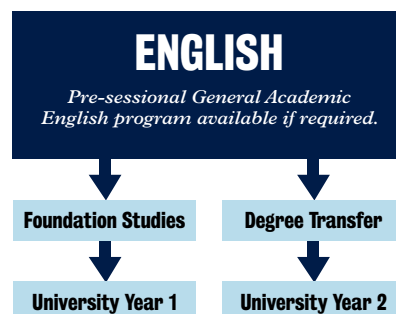 ENGLISH
Pre-sessional General Academic
English program available if required.
Foundation Studies
Degree Transfer
University Year 1
University Year 2